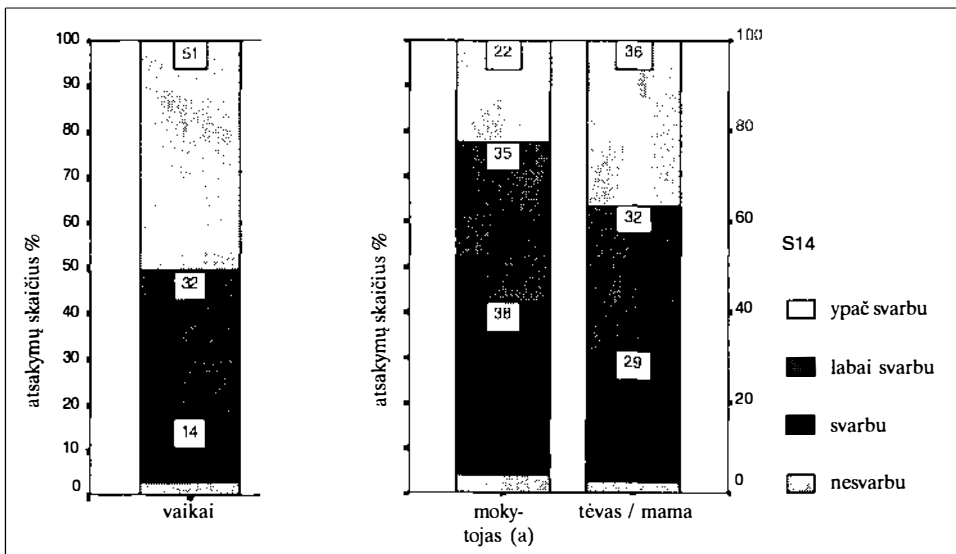 atsakymų skaičius %
100
90
80
70
60
50
40
30
20
10
0
51
32
14
vaikai
atsakymų skaičius %
22
35
38
moky-
tojas (a)
36
32
29
tėvas / mama
100
80
60
40
20
0
S14
ypač svarbu
labai svarbu
svarbu
nesvarbu